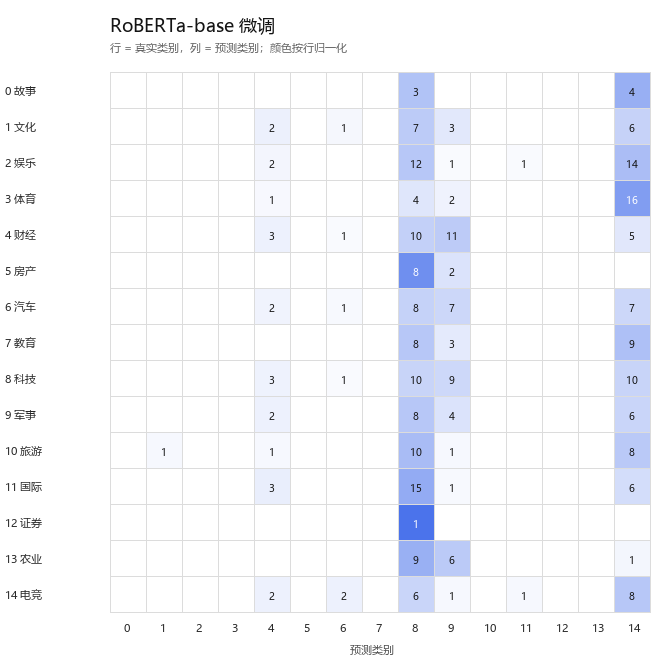 RoBERTa-base 微调
行 = 真实类别，列 = 预测类别；颜色按行归一化
0 故事 3 4
1 文化 2 1 7 3 6
2 娱乐 2 12 1 1 14
3 体育 1 4 2 16
4 财经 3 1 10 11 5
5 房产 8 2
6 汽车 2 1 8 7 7
7 教育 8 3 9
8 科技 3 1 10 9 10
9 军事 2 8 4 6
10 旅游 1 1 10 1 8
11 国际 3 15 1 6
12 证券 1
13 农业 9 6 1
14 电竞 2 2 6 1 1 8
0 1 2 3 4 5 6 7 8 9 10 11 12 13 14
预测类别